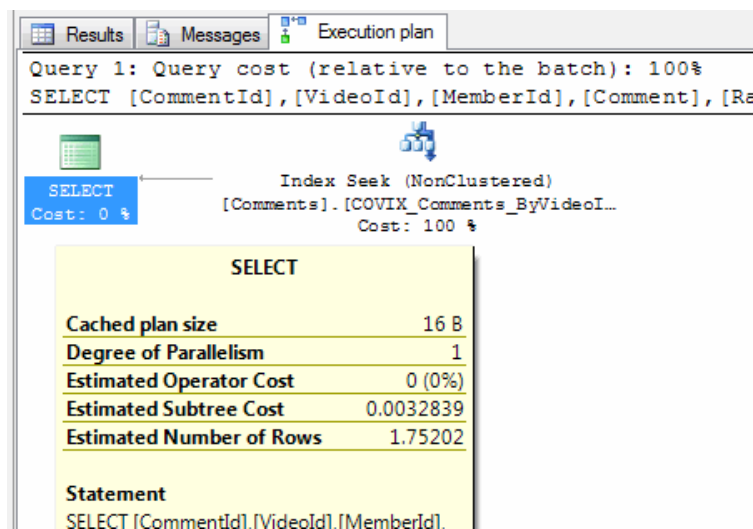 Results Messages Execution plan
Query 1: Query cost (relative to the batch): 100%
SELECT [CommentId],[VideoId],[MemberId],[Comment],[Ra
SELECT
Cost: 0 %
Index Seek (NonClustered)
[Comments].[COVIX_Comments_ByVideoI…
Cost: 100 %
SELECT
Cached plan size 16 B
Degree of Parallelism 1
Estimated Operator Cost 0 (0%)
Estimated Subtree Cost 0.0032839
Estimated Number of Rows 1.75202
Statement
SELECT [CommentId],[VideoId],[MemberId],